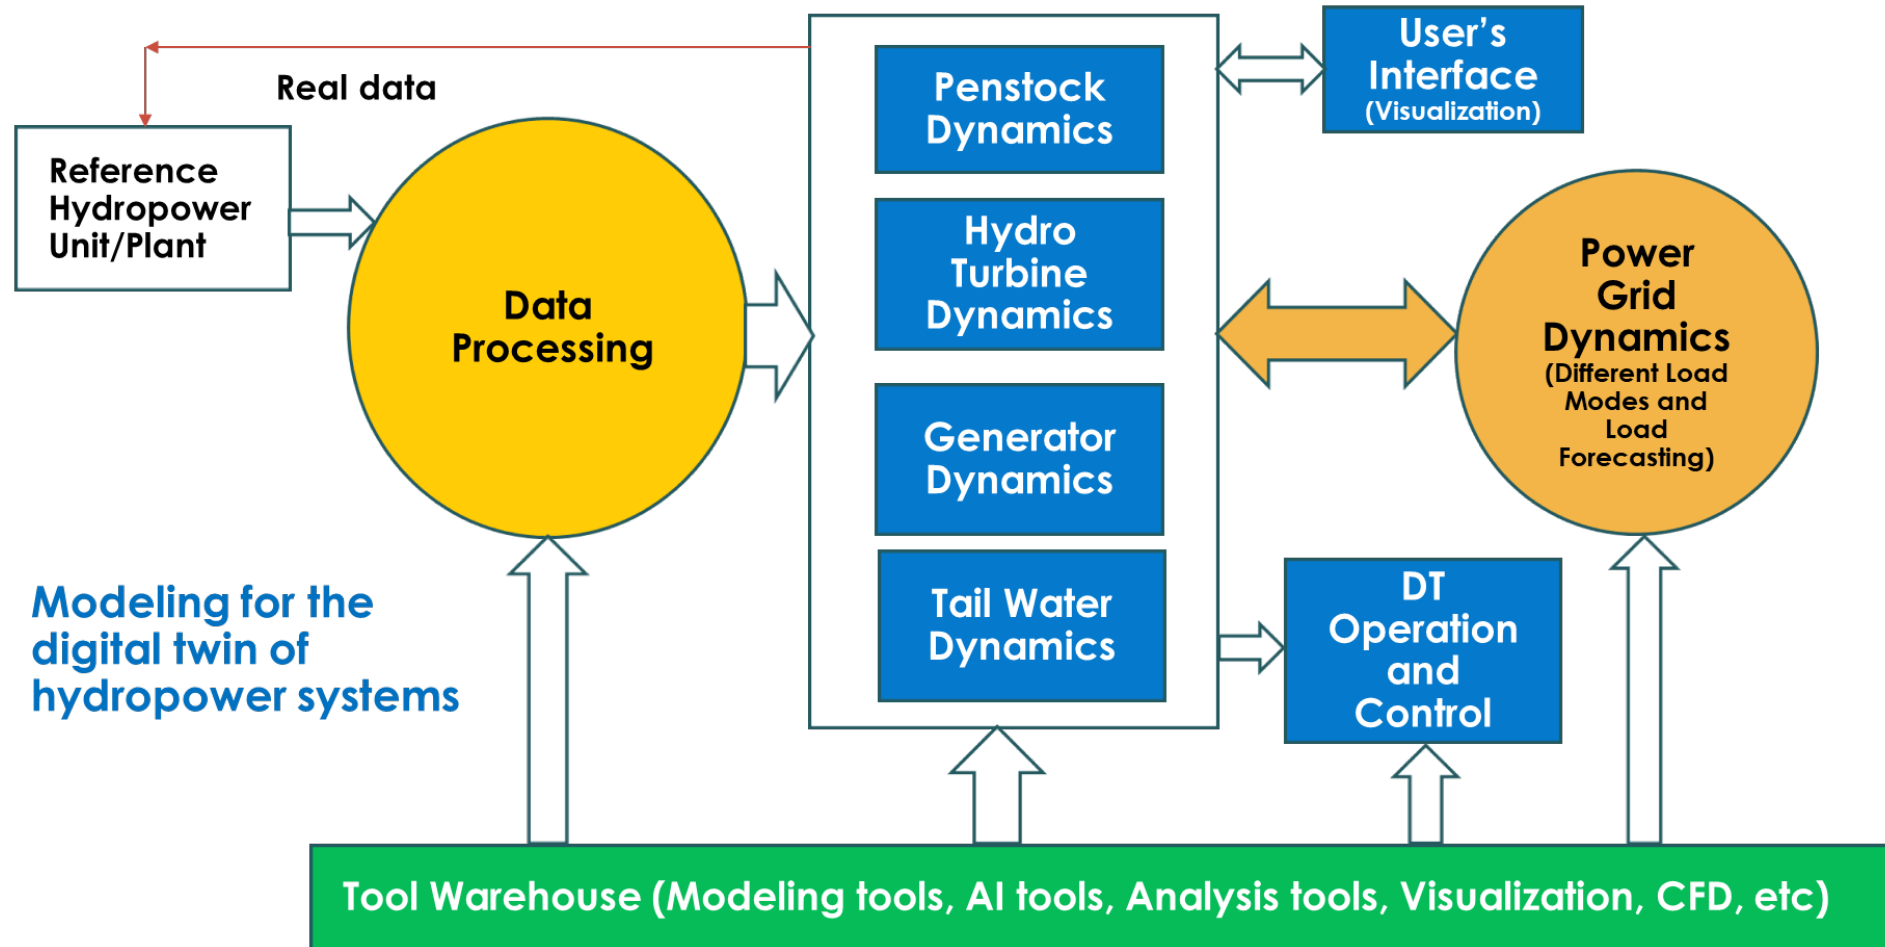 Real data
Reference
Hydropower
Unit/Plant
Data
Processing
Penstock
Dynamics
Hydro
Turbine
Dynamics
Generator
Dynamics
Tail Water
Dynamics
User's
Interface
(Visualization)
Power
Grid
Dynamics
(Different Load
Modes and
Load
Forecasting)
DT
Operation
and
Control
Modeling for the
digital twin of
hydropower systems
Tool Warehouse (Modeling tools, AI tools, Analysis tools, Visualization, CFD, etc)